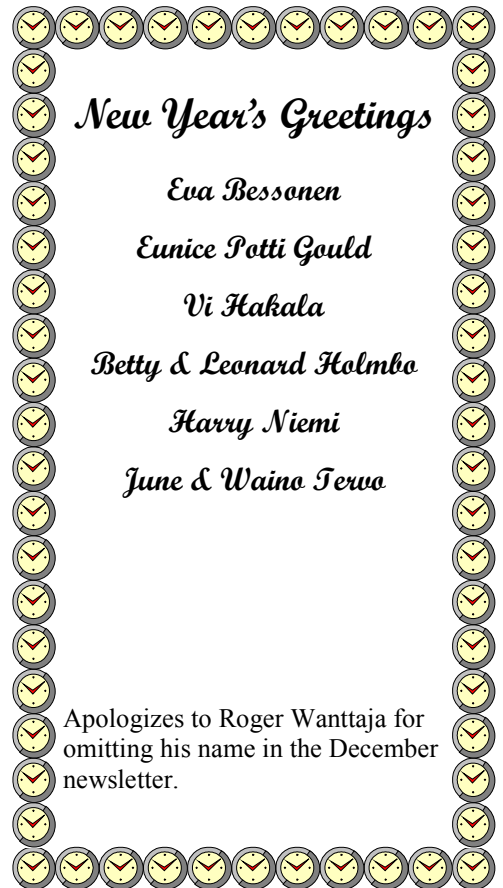 New Year's Greetings
Eva Bessonen
Eunice Potti Gould
Vi Hakala
Betty & Leonard Holmbo
Harry Niemi
June & Waino Tervo
Apologizes to Roger Wanttaja for
omitting his name in the December
newsletter.